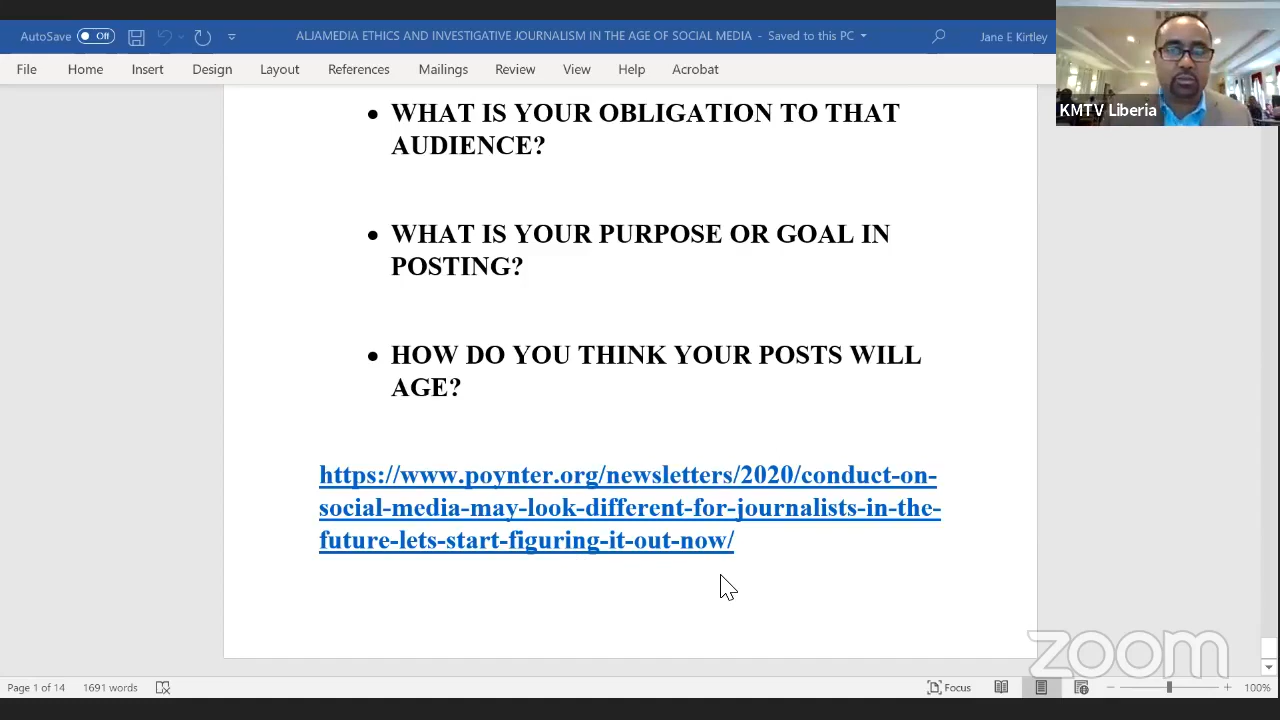 AutoSave Off
ALJAMEDIA ETHICS AND INVESTIGATIVE JOURNALISM IN THE AGE OF SOCIAL MEDIA - Saved to this PC
Jane E Kirtley
File Home Insert Design Layout References Mailings Review View Help Acrobat
KMTV Liberia
• WHAT IS YOUR OBLIGATION TO THAT
AUDIENCE?
• WHAT IS YOUR PURPOSE OR GOAL IN
POSTING?
• HOW DO YOU THINK YOUR POSTS WILL
AGE?
https://www.poynter.org/newsletters/2020/conduct-on-
social-media-may-look-different-for-journalists-in-the-
future-lets-start-figuring-it-out-now/
zoom
Page 1 of 14 1691 words Focus 100%